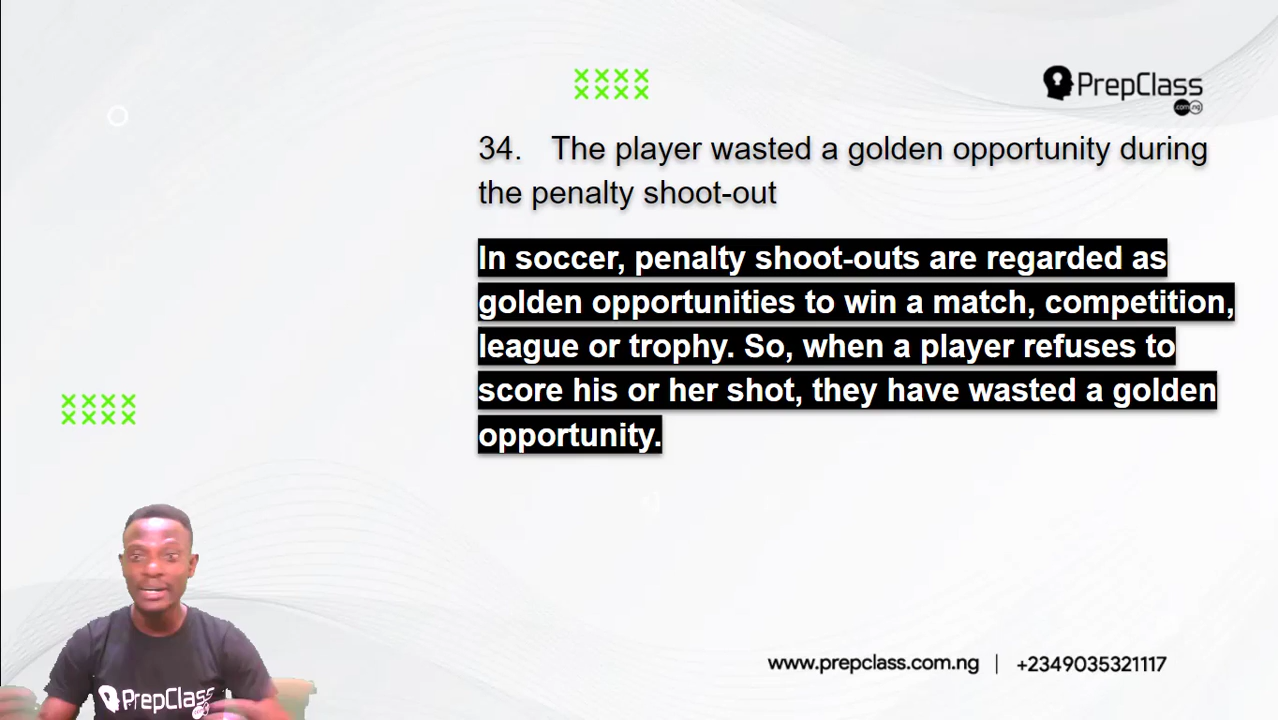 PrepClass
.com ng
34. The player wasted a golden opportunity during
the penalty shoot-out
In soccer, penalty shoot-outs are regarded as
golden opportunities to win a match, competition,
league or trophy. So, when a player refuses to
score his or her shot, they have wasted a golden
opportunity.
PrepClass
www.prepclass.com.ng | +2349035321117